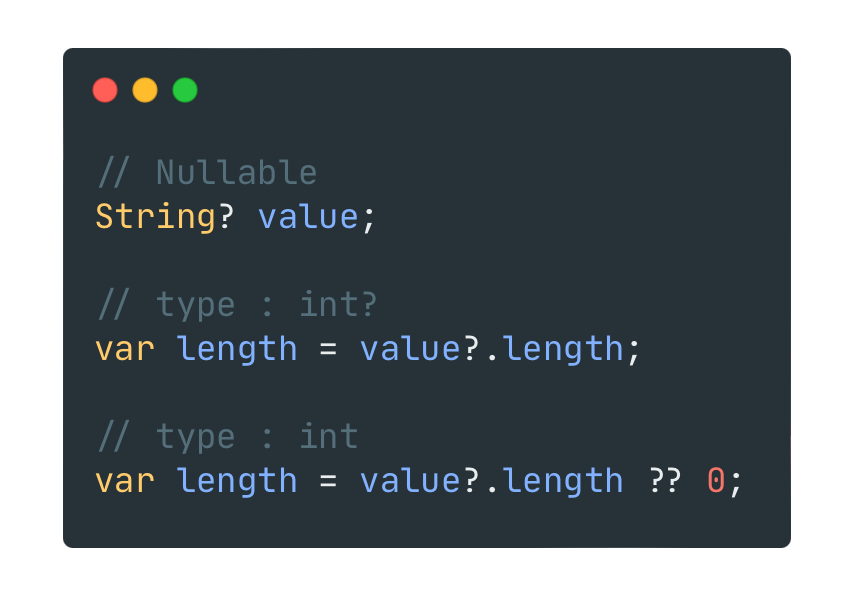 // Nullable
String? value;
// type : int?
var length = value?.length;
// type : int
var length = value?.length ?? 0;